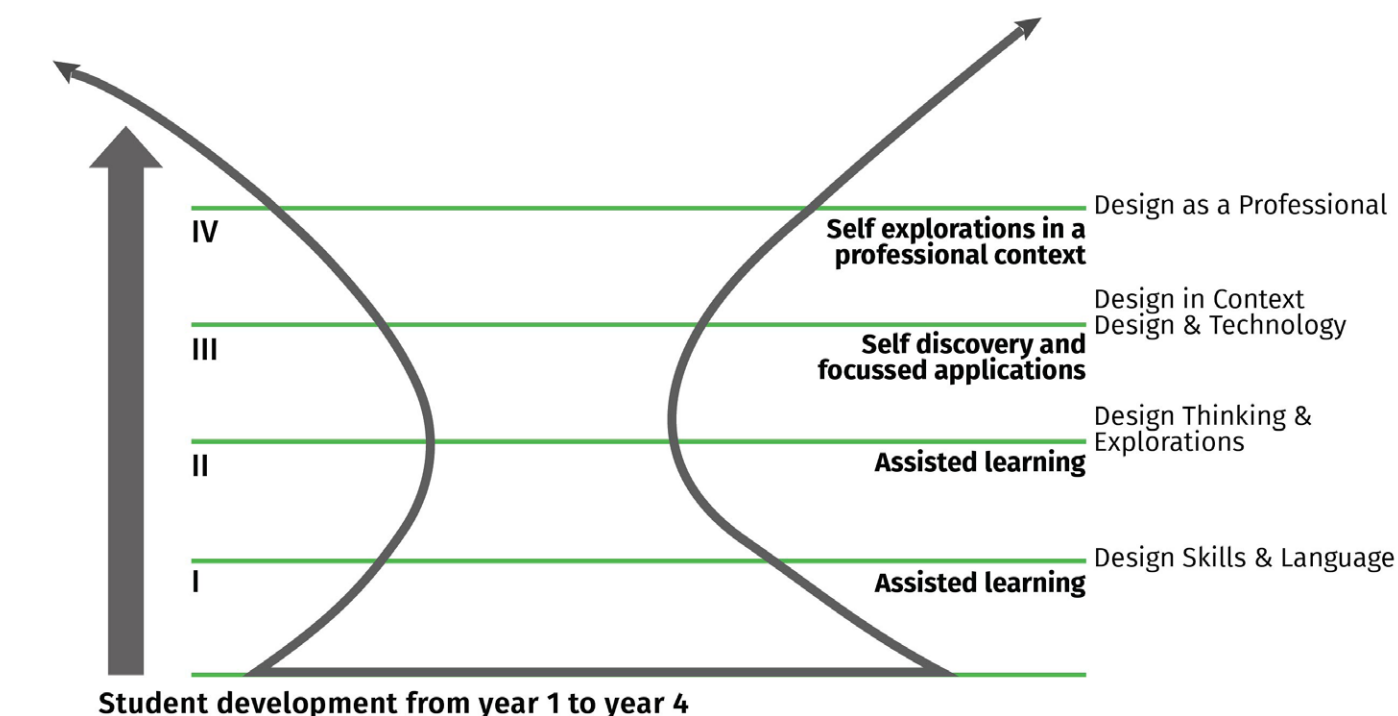 Design as a Professional
IV
Self explorations in a
professional context
Design in Context
Design & Technology
III
Self discovery and
focussed applications
Design Thinking &
Explorations
II
Assisted learning
Design Skills & Language
I
Assisted learning
Student development from year 1 to year 4